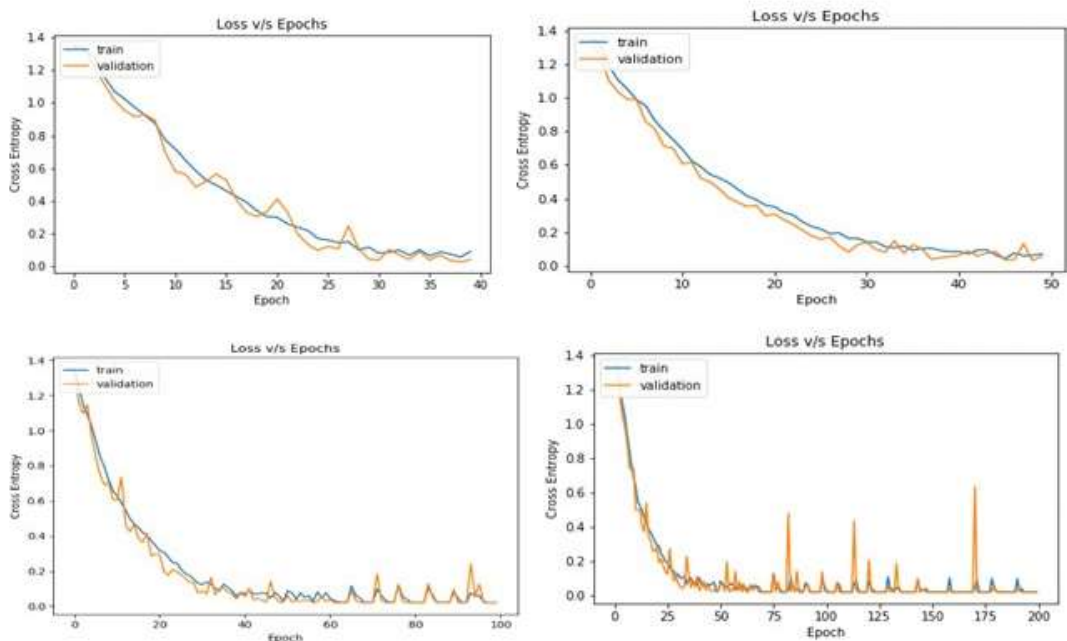 Loss v/s Epochs
1.4
1.2
1.0
0.8
0.6
0.4
0.2
0.0
Cross Entropy
train
validation
0 5 10 15 20 25 30 35 40
Epoch
Loss v/s Epochs
1.4
1.2
1.0
0.8
0.6
0.4
0.2
0.0
Cross Entropy
train
validation
0 10 20 30 40 50
Epoch
Loss v/s Epochs
1.4
1.2
1.0
0.8
0.6
0.4
0.2
0.0
Cross Entropy
train
validation
0 20 40 60 80 100
Epoch
Loss v/s Epochs
1.4
1.2
1.0
0.8
0.6
0.4
0.2
0.0
Cross Entropy
train
validation
0 25 50 75 100 125 150 175 200
Epoch